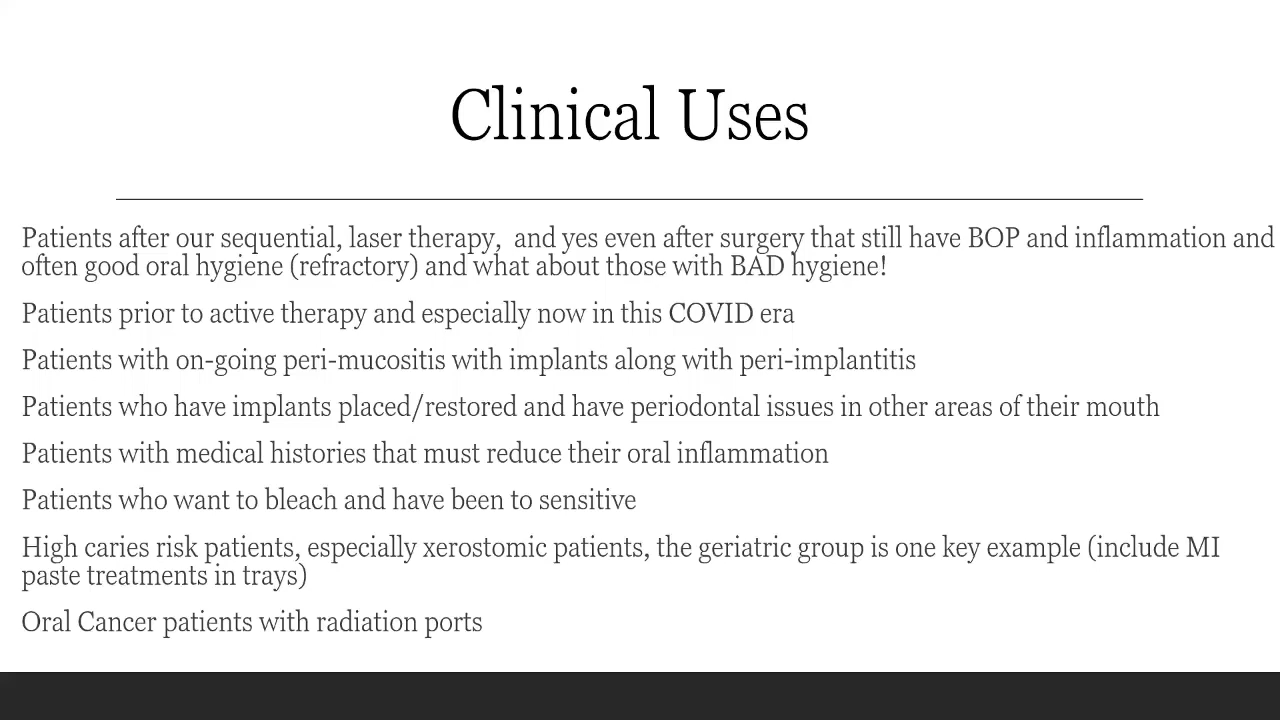 Clinical Uses
Patients after our sequential, laser therapy,  and yes even after surgery that still have BOP and inflammation and
often good oral hygiene (refractory) and what about those with BAD hygiene!
Patients prior to active therapy and especially now in this COVID era
Patients with on-going peri-mucositis with implants along with peri-implantitis
Patients who have implants placed/restored and have periodontal issues in other areas of their mouth
Patients with medical histories that must reduce their oral inflammation
Patients who want to bleach and have been to sensitive
High caries risk patients, especially xerostomic patients, the geriatric group is one key example (include MI
paste treatments in trays)
Oral Cancer patients with radiation ports